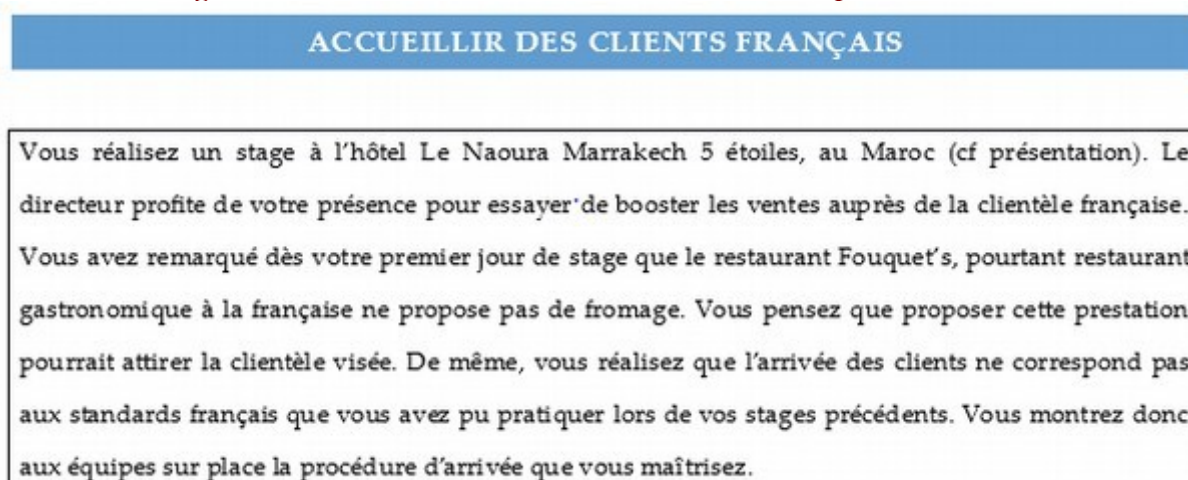 ACCUEILLIR DES CLIENTS FRANÇAIS
Vous réalisez un stage à l'hôtel Le Naoura Marrakech 5 étoiles, au Maroc (cf présentation). Le
directeur profite de votre présence pour essayer de booster les ventes auprès de la clientèle française.
Vous avez remarqué dès votre premier jour de stage que le restaurant Fouquet's, pourtant restaurant
gastronomique à la française ne propose pas de fromage. Vous pensez que proposer cette prestation
pourrait attirer la clientèle visée. De même, vous réalisez que l'arrivée des clients ne correspond pas
aux standards français que vous avez pu pratiquer lors de vos stages précédents. Vous montrez donc
aux équipes sur place la procédure d'arrivée que vous maîtrisez.